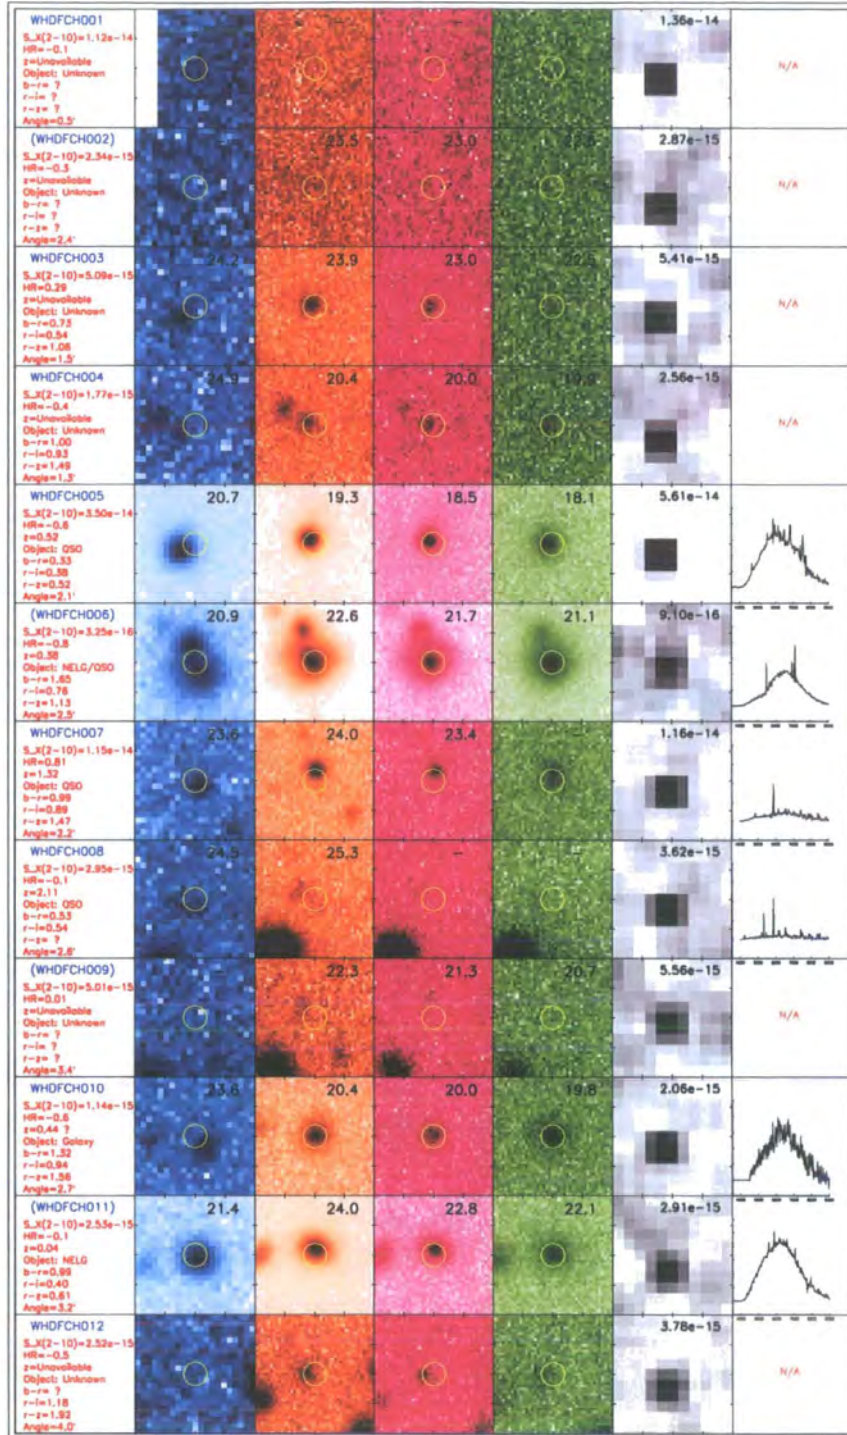 WHDFCH001
S_X(2-10)=1.12e-14
HR=-0.1
z=Unavailable
Object: Unknown
b-r= ?
r-i= ?
r-z= ?
Angle=0.5'
- - - 1.36e-14
N/A
(WHDFCH002)
S_X(2-10)=2.34e-15
HR=-0.3
z=Unavailable
Object: Unknown
b-r= ?
r-i= ?
r-z= ?
Angle=2.4'
- 23.5 23.0 22.5 2.87e-15
N/A
WHDFCH003
S_X(2-10)=5.09e-15
HR=0.29
z=Unavailable
Object: Unknown
b-r=0.73
r-i=0.54
r-z=1.06
Angle=1.5'
24.2 23.9 23.0 22.5 5.41e-15
N/A
WHDFCH004
S_X(2-10)=1.77e-15
HR=-0.4
z=Unavailable
Object: Unknown
b-r=1.00
r-i=0.93
r-z=1.49
Angle=1.3'
24.9 20.4 20.0 19.9 2.56e-15
N/A
WHDFCH005
S_X(2-10)=3.50e-14
HR=-0.6
z=0.52
Object: QSO
b-r=0.33
r-i=0.38
r-z=0.52
Angle=2.1'
20.7 19.3 18.5 18.1 5.61e-14
(WHDFCH006)
S_X(2-10)=3.25e-16
HR=-0.8
z=0.38
Object: NELG/QSO
b-r=1.65
r-i=0.76
r-z=1.13
Angle=2.5'
20.9 22.6 21.7 21.1 9.10e-16
WHDFCH007
S_X(2-10)=1.15e-14
HR=0.81
z=1.32
Object: QSO
b-r=0.99
r-i=0.89
r-z=1.47
Angle=2.2'
23.6 24.0 23.4 - 1.16e-14
WHDFCH008
S_X(2-10)=2.95e-15
HR=-0.1
z=2.11
Object: QSO
b-r=0.53
r-i=0.54
r-z= ?
Angle=2.6'
24.5 25.3 - - 3.62e-15
(WHDFCH009)
S_X(2-10)=5.01e-15
HR=0.01
z=Unavailable
Object: Unknown
b-r= ?
r-i= ?
r-z= ?
Angle=3.4'
- 22.3 21.3 20.7 5.56e-15
N/A
WHDFCH010
S_X(2-10)=1.14e-15
HR=-0.6
z=0.44 ?
Object: Galaxy
b-r=1.32
r-i=0.94
r-z=1.56
Angle=2.7'
23.6 20.4 20.0 19.8 2.06e-15
(WHDFCH011)
S_X(2-10)=2.53e-15
HR=-0.1
z=0.04
Object: NELG
b-r=0.99
r-i=0.40
r-z=0.61
Angle=3.2'
21.4 24.0 22.8 22.1 2.91e-15
WHDFCH012
S_X(2-10)=2.52e-15
HR=-0.5
z=Unavailable
Object: Unknown
b-r= ?
r-i=1.18
r-z=1.92
Angle=4.0'
- - - - 3.78e-15
N/A